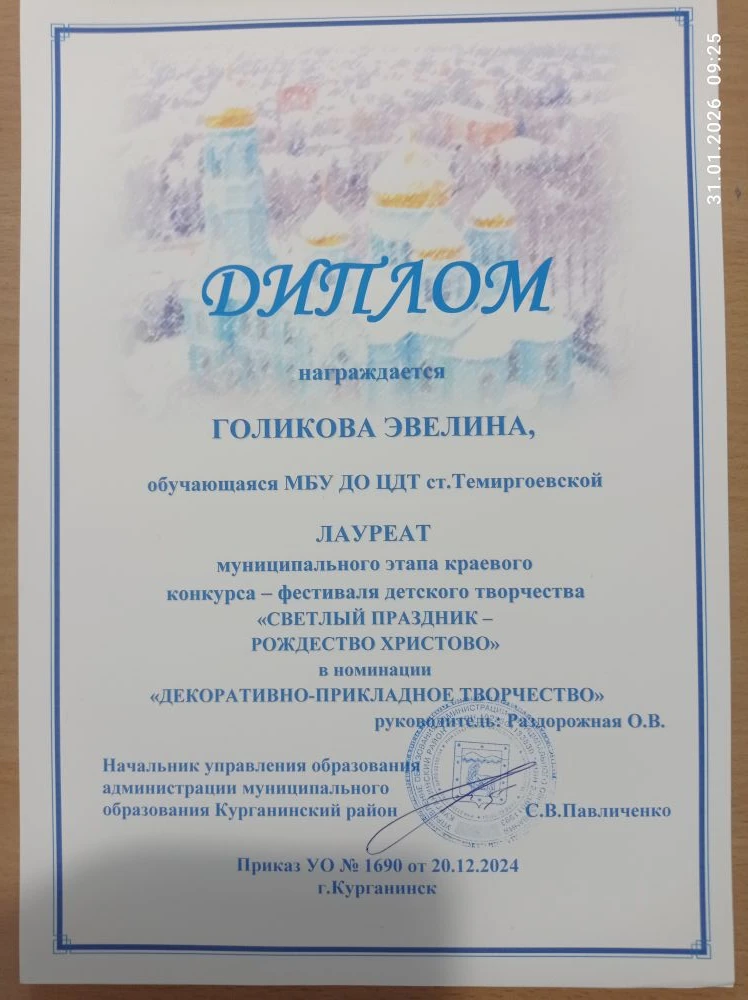 31.01.2026 09:25
ДИПЛОМ
награждается
ГОЛИКОВА ЭВЕЛИНА,
обучающаяся МБУ ДО ЦДТ ст.Темиргоевской
ЛАУРЕАТ
муниципального этапа краевого
конкурса – фестиваля детского творчества
«СВЕТЛЫЙ ПРАЗДНИК –
РОЖДЕСТВО ХРИСТОВО»
в номинации
«ДЕКОРАТИВНО-ПРИКЛАДНОЕ ТВОРЧЕСТВО»
руководитель: Раздорожная О.В.
Начальник управления образования
администрации муниципального
образования Курганинский район
С.В.Павличенко
Приказ УО № 1690 от 20.12.2024
г.Курганинск